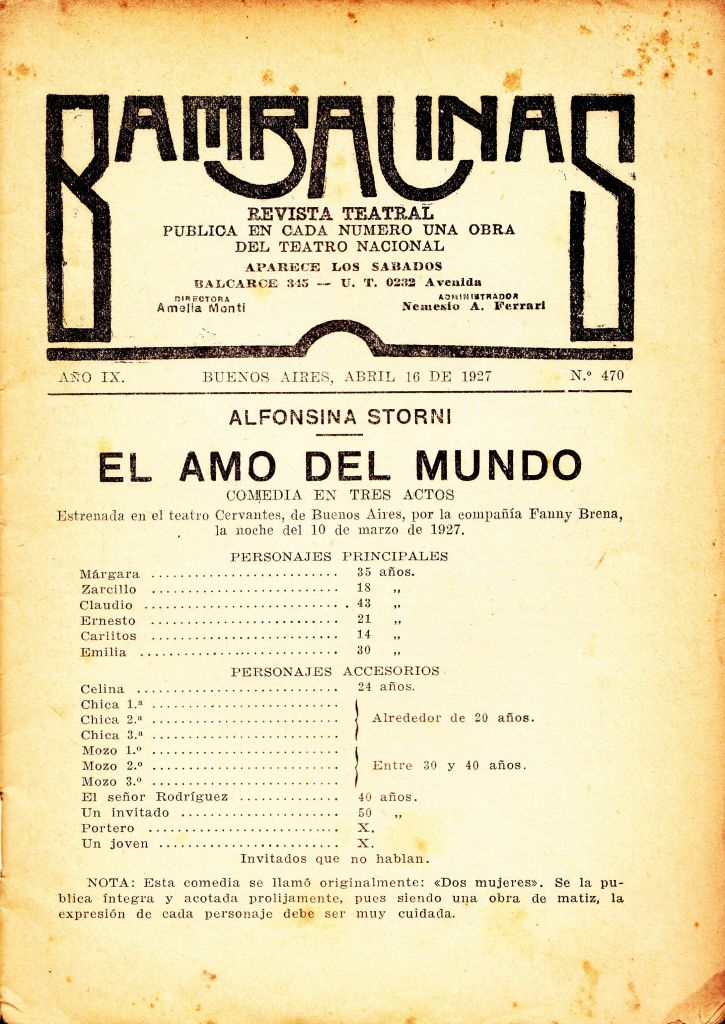 BAMBALINAS
REVISTA TEATRAL
PUBLICA EN CADA NUMERO UNA OBRA
DEL TEATRO NACIONAL
APARECE LOS SABADOS
BALCARCE 345 — U. T. 0232 Avenida
DIRECTORA ADMINISTRADOR
Amelia Monti Nemesio A. Ferrari
AÑO IX. BUENOS AIRES, ABRIL 16 DE 1927 N.º 470
ALFONSINA STORNI
EL AMO DEL MUNDO
COMEDIA EN TRES ACTOS
Estrenada en el teatro Cervantes, de Buenos Aires, por la compañía Fanny Brena,
la noche del 10 de marzo de 1927.
PERSONAJES PRINCIPALES
Márgara .......................... 35 años.
Zarcillo .......................... 18 „
Claudio .......................... 43 „
Ernesto .......................... 21 „
Carlitos .......................... 14 „
Emilia .......................... 30 „
PERSONAJES ACCESORIOS
Celina .......................... 24 años.
Chica 1.ª ..........................
Chica 2.ª .......................... Alrededor de 20 años.
Chica 3.ª ..........................
Mozo 1.º ..........................
Mozo 2.º .......................... Entre 30 y 40 años.
Mozo 3.º ..........................
El señor Rodríguez .............. 40 años.
Un invitado ...................... 50 „
Portero .......................... X.
Un joven ......................... X.
Invitados que no hablan.
NOTA: Esta comedia se llamó originalmente: «Dos mujeres». Se la pu-
blica íntegra y acotada prolijamente, pues siendo una obra de matiz, la
expresión de cada personaje debe ser muy cuidada.